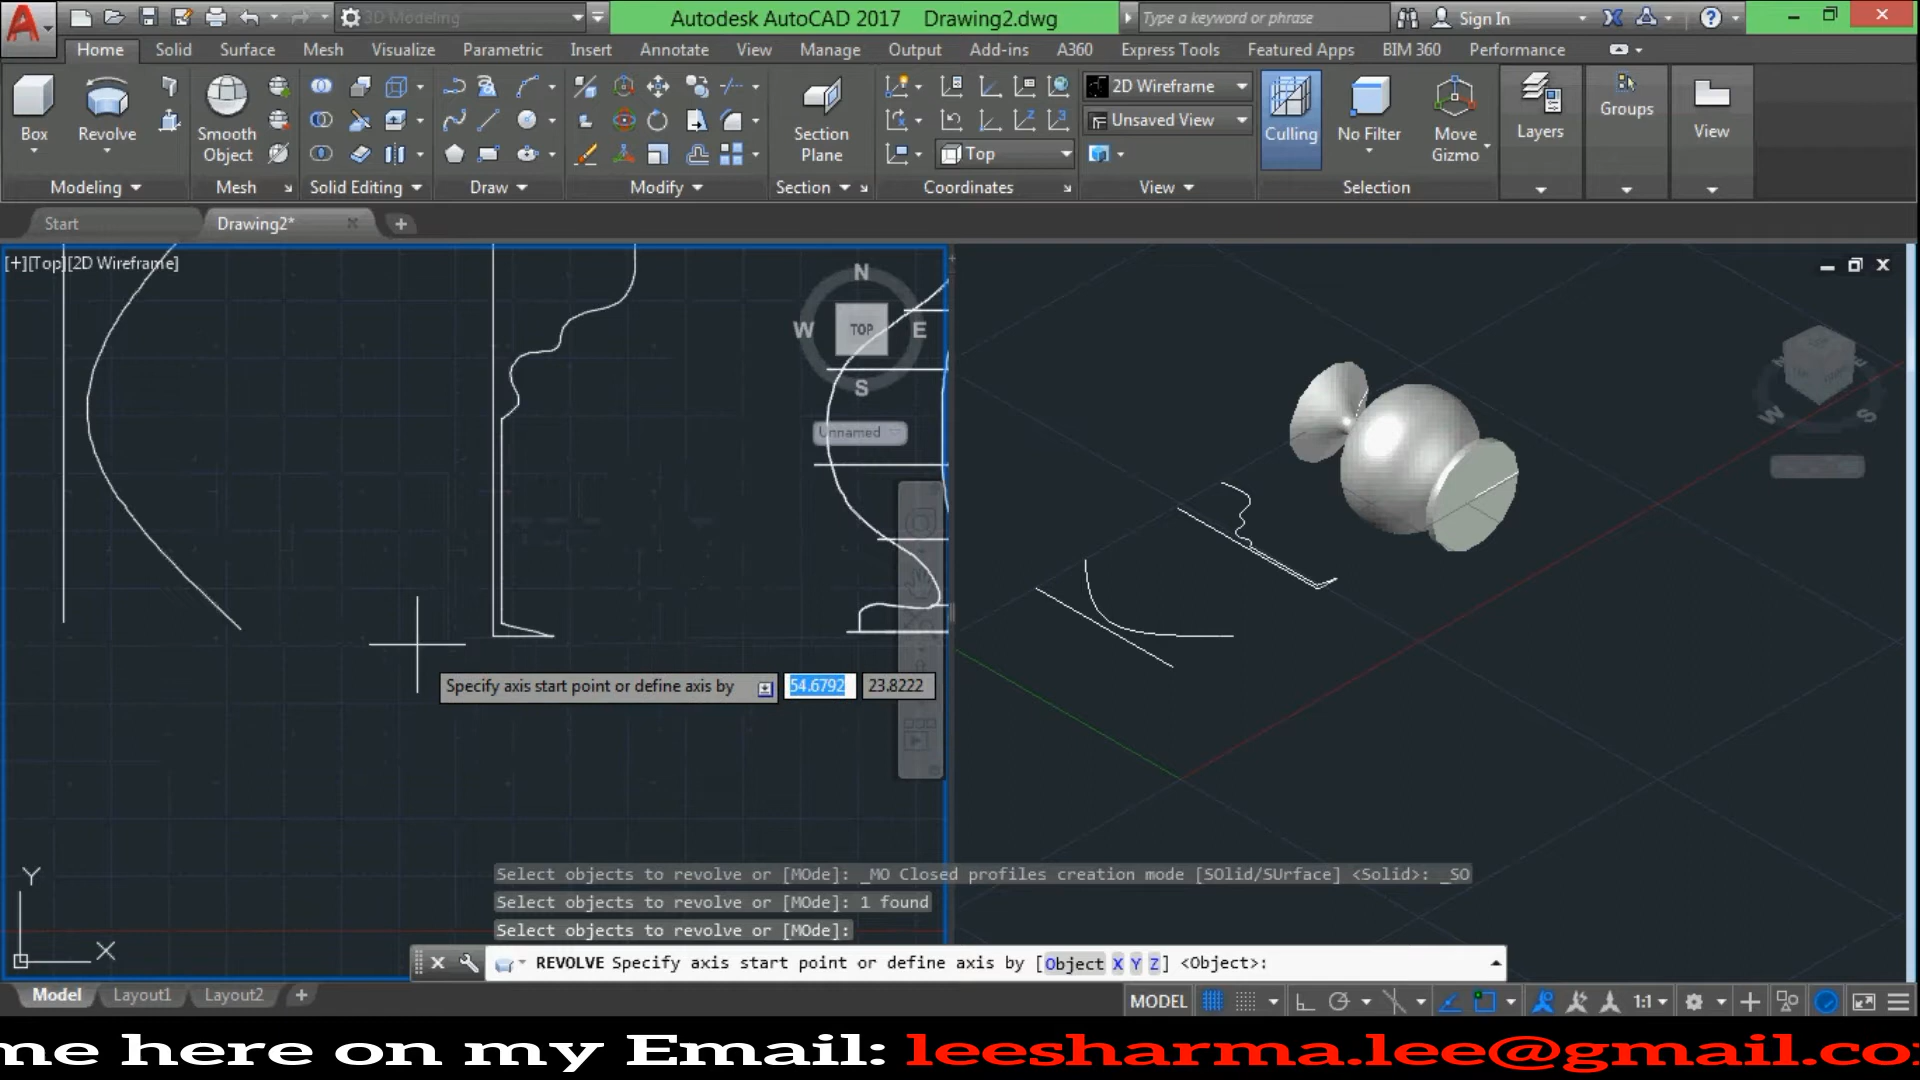 3D Modeling
Autodesk AutoCAD 2017 Drawing2.dwg
Type a keyword or phrase
Sign In
Home Solid Surface Mesh Visualize Parametric Insert Annotate View Manage Output Add-ins A360 Express Tools Featured Apps BIM 360 Performance
Box
Revolve
Smooth
Object
Section
Plane
Top
2D Wireframe
Unsaved View
Culling
No Filter
Move
Gizmo
Layers
Groups
View
Modeling
Mesh
Solid Editing
Draw
Modify
Section
Coordinates
View
Selection
Start
Drawing2*
[+][Top][2D Wireframe]
N
W
TOP
E
S
Unnamed
W
S
Specify axis start point or define axis by
54.6792
23.8222
Y
X
Select objects to revolve or [MOde]: _MO Closed profiles creation mode [SOlid/SUrface] <Solid>: _SO
Select objects to revolve or [MOde]: 1 found
Select objects to revolve or [MOde]:
REVOLVE Specify axis start point or define axis by [Object X Y Z] <Object>:
Model Layout1 Layout2
MODEL
1:1
me here on my Email: leesharma.lee@gmail.co